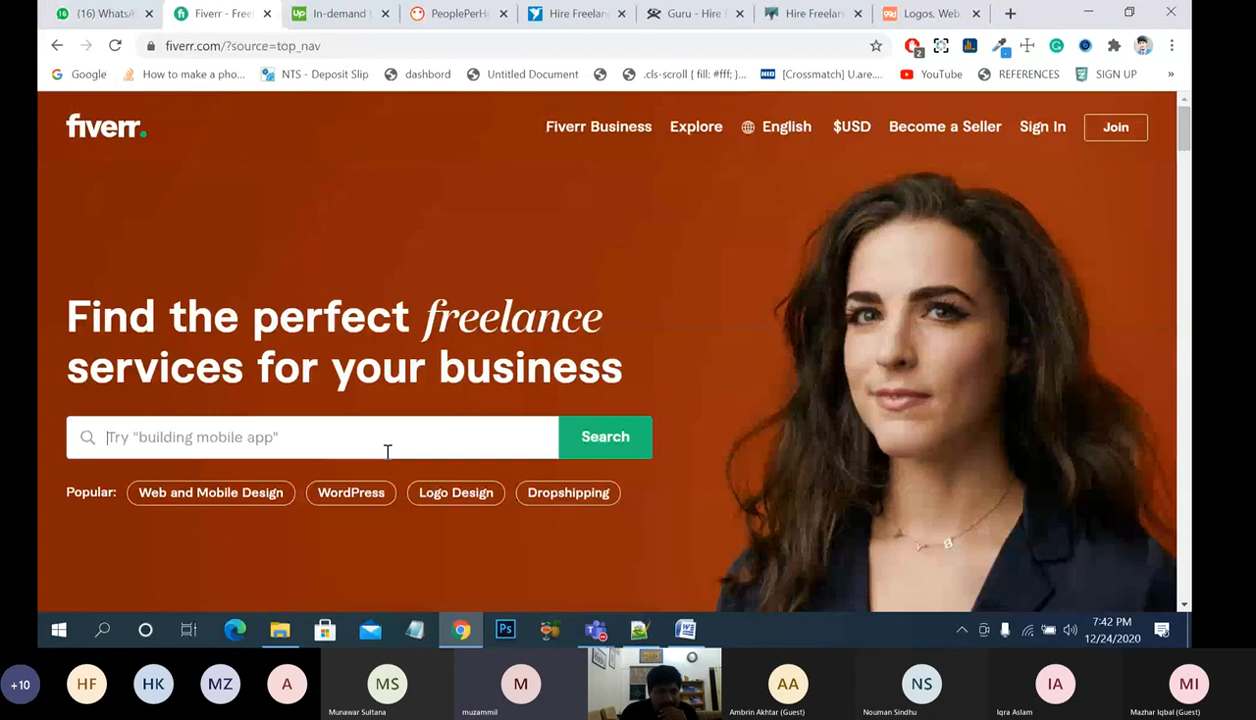 (16) WhatsA
Fiverr - Free
Up
In-demand t
PeoplePerH
Hire Freelan
Guru - Hire F
Hire Freelan
99d
Logos, Web
fiverr.com/?source=top_nav
2
Google
How to make a pho...
NTS - Deposit Slip
dashbord
Untitled Document
.cls-scroll { fill: #fff; }...
HID
[Crossmatch] U.are....
YouTube
REFERENCES
SIGN UP
»
fiverr.
Fiverr Business
Explore
English
$USD
Become a Seller
Sign In
Join
Find the perfect freelance
services for your business
Try "building mobile app"
Search
Popular:
Web and Mobile Design
WordPress
Logo Design
Dropshipping
Ps
7:42 PM
12/24/2020
+10
HF
HK
MZ
A
MS
Munawar Sultana
M
muzammil
AA
Ambrin Akhtar (Guest)
NS
Nouman Sindhu
IA
Iqra Aslam
MI
Mazhar Iqbal (Guest)